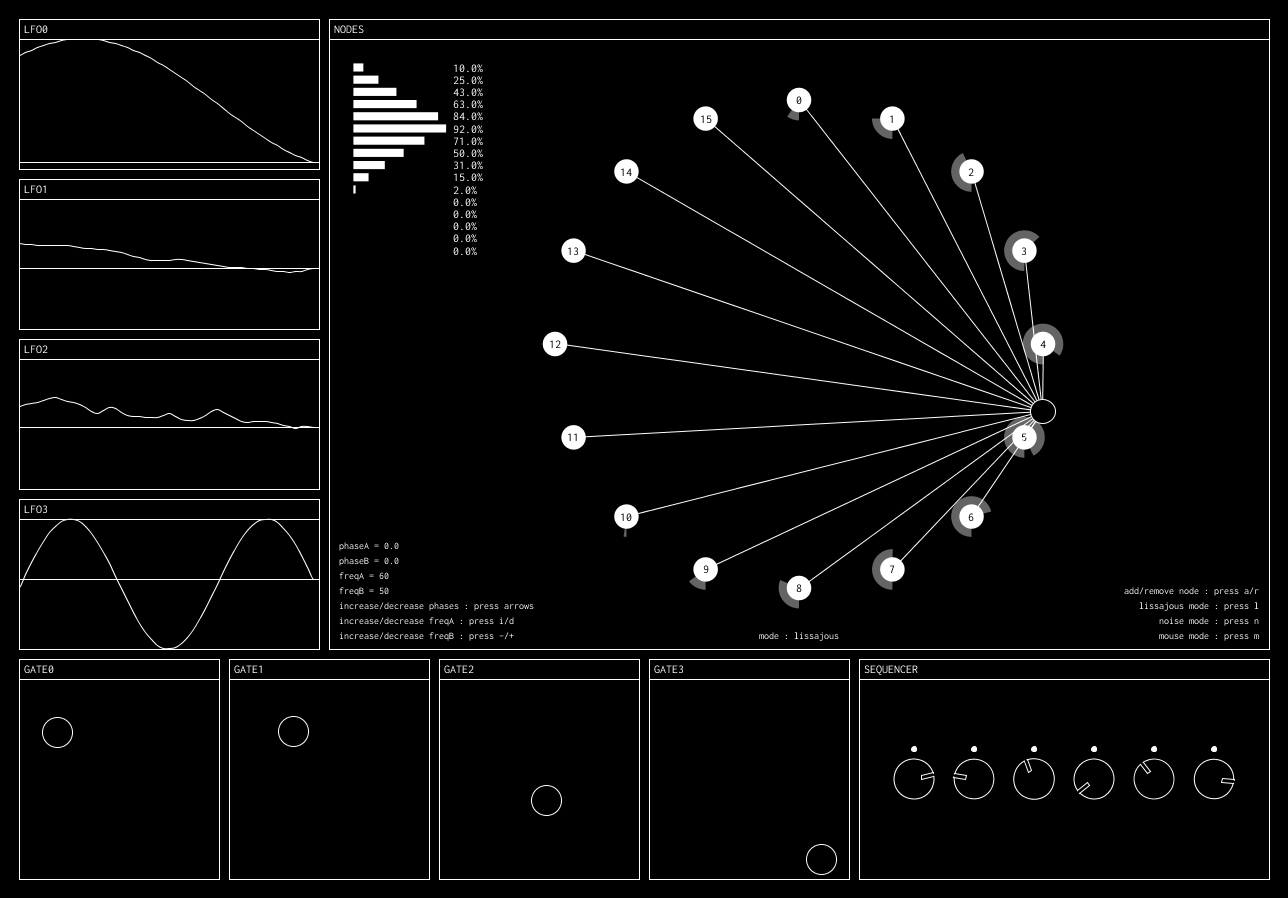 LFO0
LFO1
LFO2
LFO3
NODES
10.0%
25.0%
43.0%
63.0%
84.0%
92.0%
71.0%
50.0%
31.0%
15.0%
2.0%
0.0%
0.0%
0.0%
0.0%
0.0%
0
1
2
3
4
5
6
7
8
9
10
11
12
13
14
15
phaseA = 0.0
phaseB = 0.0
freqA = 60
freqB = 50
increase/decrease phases : press arrows
increase/decrease freqA : press i/d
increase/decrease freqB : press -/+
mode : lissajous
add/remove node : press a/r
lissajous mode : press l
noise mode : press n
mouse mode : press m
GATE0
GATE1
GATE2
GATE3
SEQUENCER